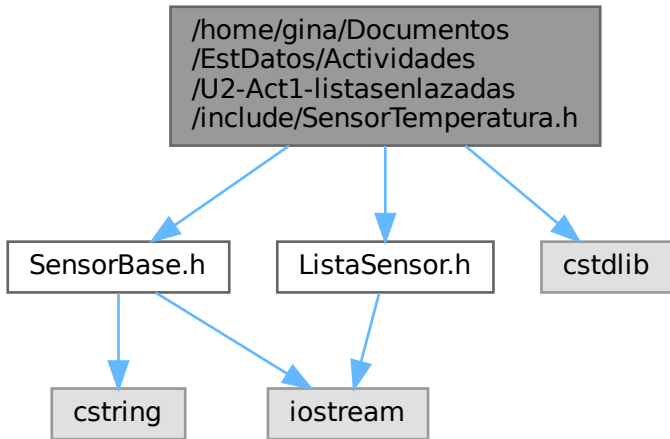 /home/gina/Documentos
/EstDatos/Actividades
/U2-Act1-listasenlazadas
/include/SensorTemperatura.h
SensorBase.h
ListaSensor.h
cstdlib
cstring
iostream